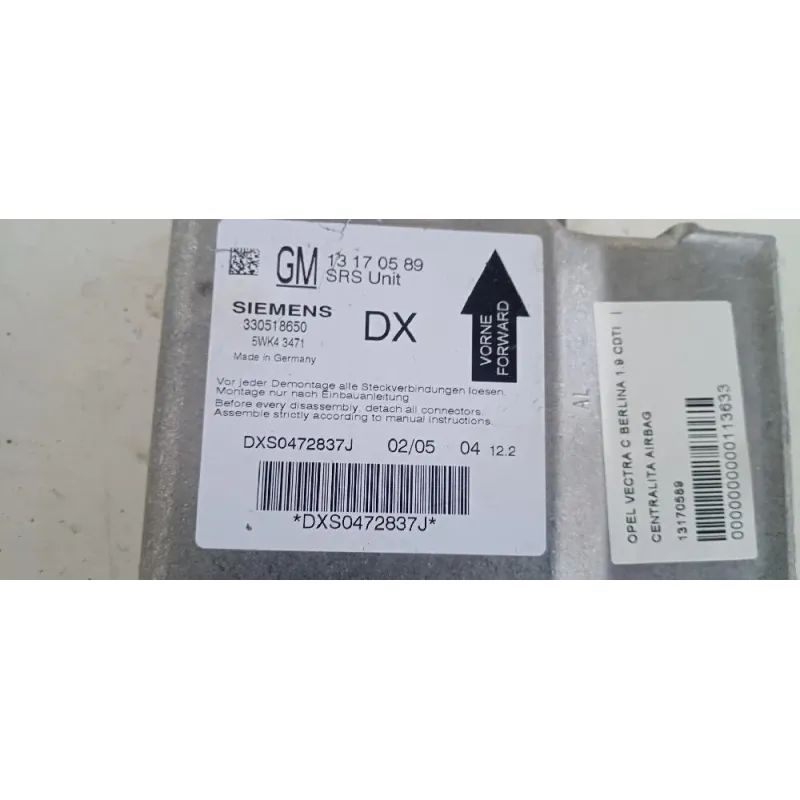 GM 13 17 05 89
SRS Unit
SIEMENS
330518650
5WK4 3471
Made in Germany
DX
VORNE
FORWARD
Vor jeder Demontage alle Steckverbindungen loesen.
Montage nur nach Einbauanleitung
Before every disassembly, detach all connectors.
Assemble strictly according to manual instructions.
DXS0472837J 02/05 04 12.2
*DXS0472837J*
AL
OPEL VECTRA C BERLINA 1.9 CDTI I
CENTRALITA AIRBAG
13170589
0000000000113633